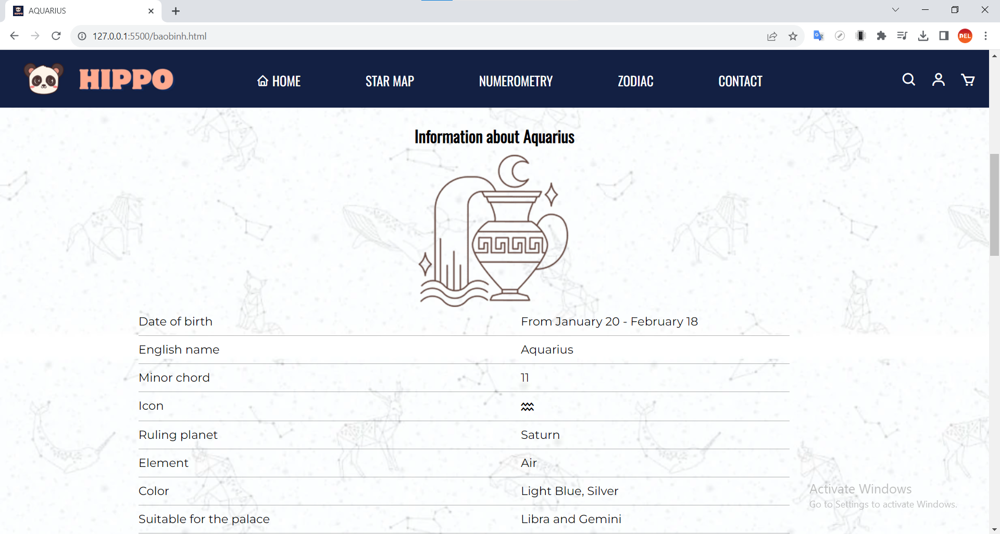 AQUARIUS
127.0.0.1:5500/baobinh.html
DEL
HIPPO
HOME STAR MAP NUMEROMETRY ZODIAC CONTACT
Information about Aquarius
Date of birth From January 20 - February 18
English name Aquarius
Minor chord 11
Icon ♒
Ruling planet Saturn
Element Air
Color Light Blue, Silver
Suitable for the palace Libra and Gemini
Activate Windows
Go to Settings to activate Windows.